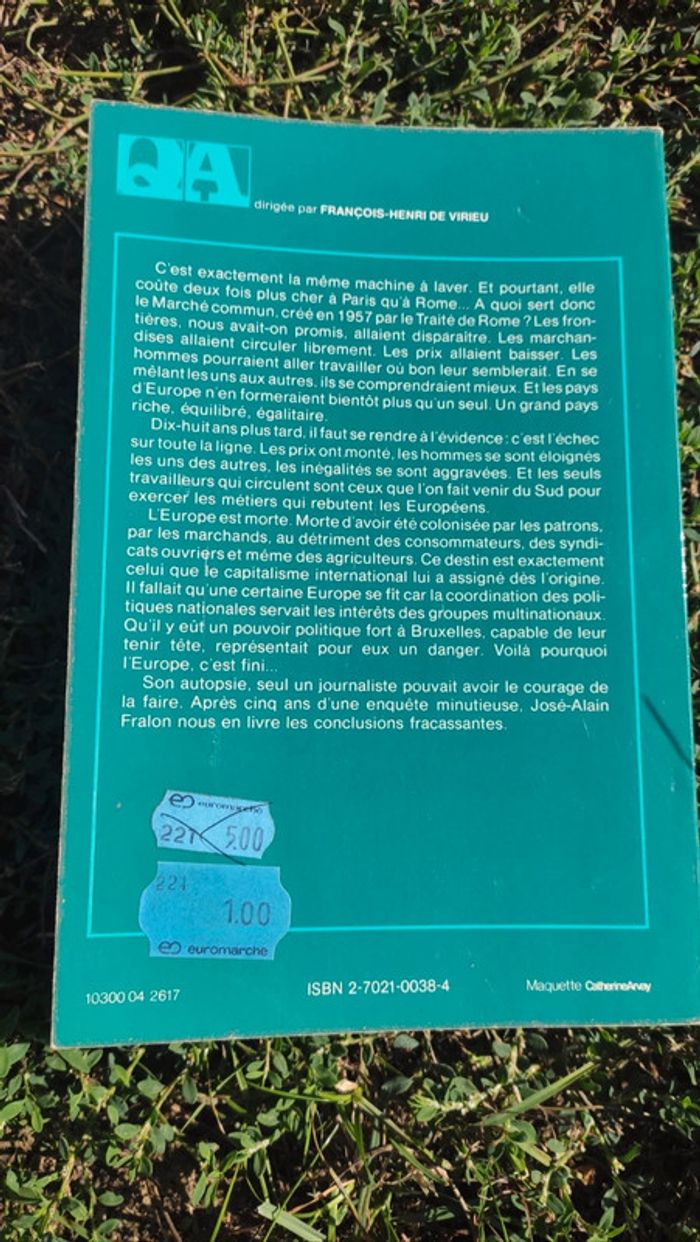 QA
dirigée par FRANÇOIS-HENRI DE VIRIEU
C'est exactement la même machine à laver. Et pourtant, elle
coûte deux fois plus cher à Paris qu'à Rome... A quoi sert donc
le Marché commun, créé en 1957 par le Traité de Rome ? Les fron-
tières, nous avait-on promis, allaient disparaître. Les marchan-
dises allaient circuler librement. Les prix allaient baisser. Les
hommes pourraient aller travailler où bon leur semblerait. En se
mêlant les uns aux autres, ils se comprendraient mieux. Et les pays
d'Europe n'en formeraient bientôt plus qu'un seul. Un grand pays
riche, équilibré, égalitaire.
Dix-huit ans plus tard, il faut se rendre à l'évidence : c'est l'échec
sur toute la ligne. Les prix ont monté, les hommes se sont éloignés
les uns des autres, les inégalités se sont aggravées. Et les seuls
travailleurs qui circulent sont ceux que l'on fait venir du Sud pour
exercer les métiers qui rebutent les Européens.
L'Europe est morte. Morte d'avoir été colonisée par les patrons,
par les marchands, au détriment des consommateurs, des syndi-
cats ouvriers et même des agriculteurs. Ce destin est exactement
celui que le capitalisme international lui a assigné dès l'origine.
Il fallait qu'une certaine Europe se fit car la coordination des poli-
tiques nationales servait les intérêts des groupes multinationaux.
Qu'il y eût un pouvoir politique fort à Bruxelles, capable de leur
tenir tête, représentait pour eux un danger. Voilà pourquoi
l'Europe, c'est fini...
Son autopsie, seul un journaliste pouvait avoir le courage de
la faire. Après cinq ans d'une enquête minutieuse, José-Alain
Fralon nous en livre les conclusions fracassantes.
euromarché
221 5.00
221
1.00
euromarche
10300 04 2617
ISBN 2-7021-0038-4
Maquette Catherine Arvay